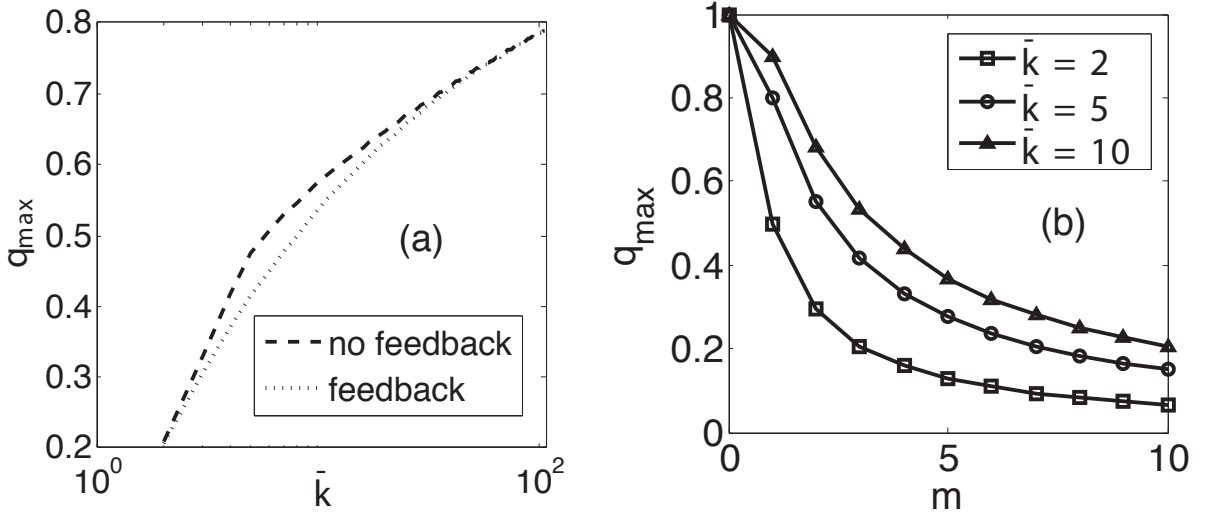 0.8
0.7
0.6
0.5
0.4
0.3
0.2
q_max
(a)
no feedback
feedback
10^0
10^2
k̄
1
0.8
0.6
0.4
0.2
0
q_max
k̄ = 2
k̄ = 5
k̄ = 10
(b)
0
5
10
m